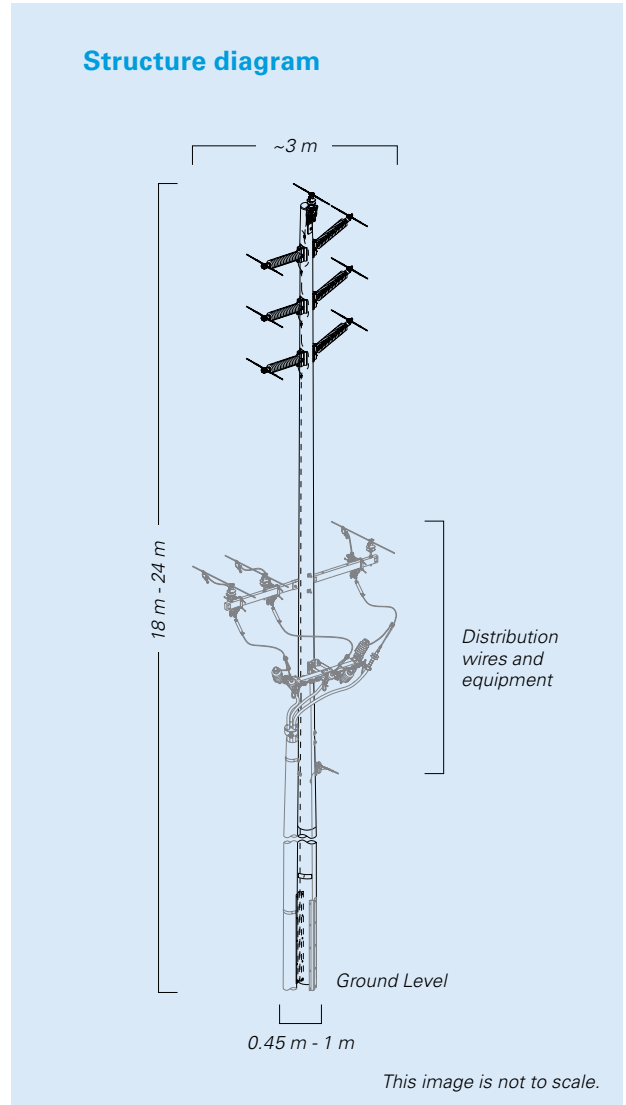 Structure diagram
~3 m
18 m - 24 m
Distribution
wires and
equipment
Ground Level
0.45 m - 1 m
This image is not to scale.